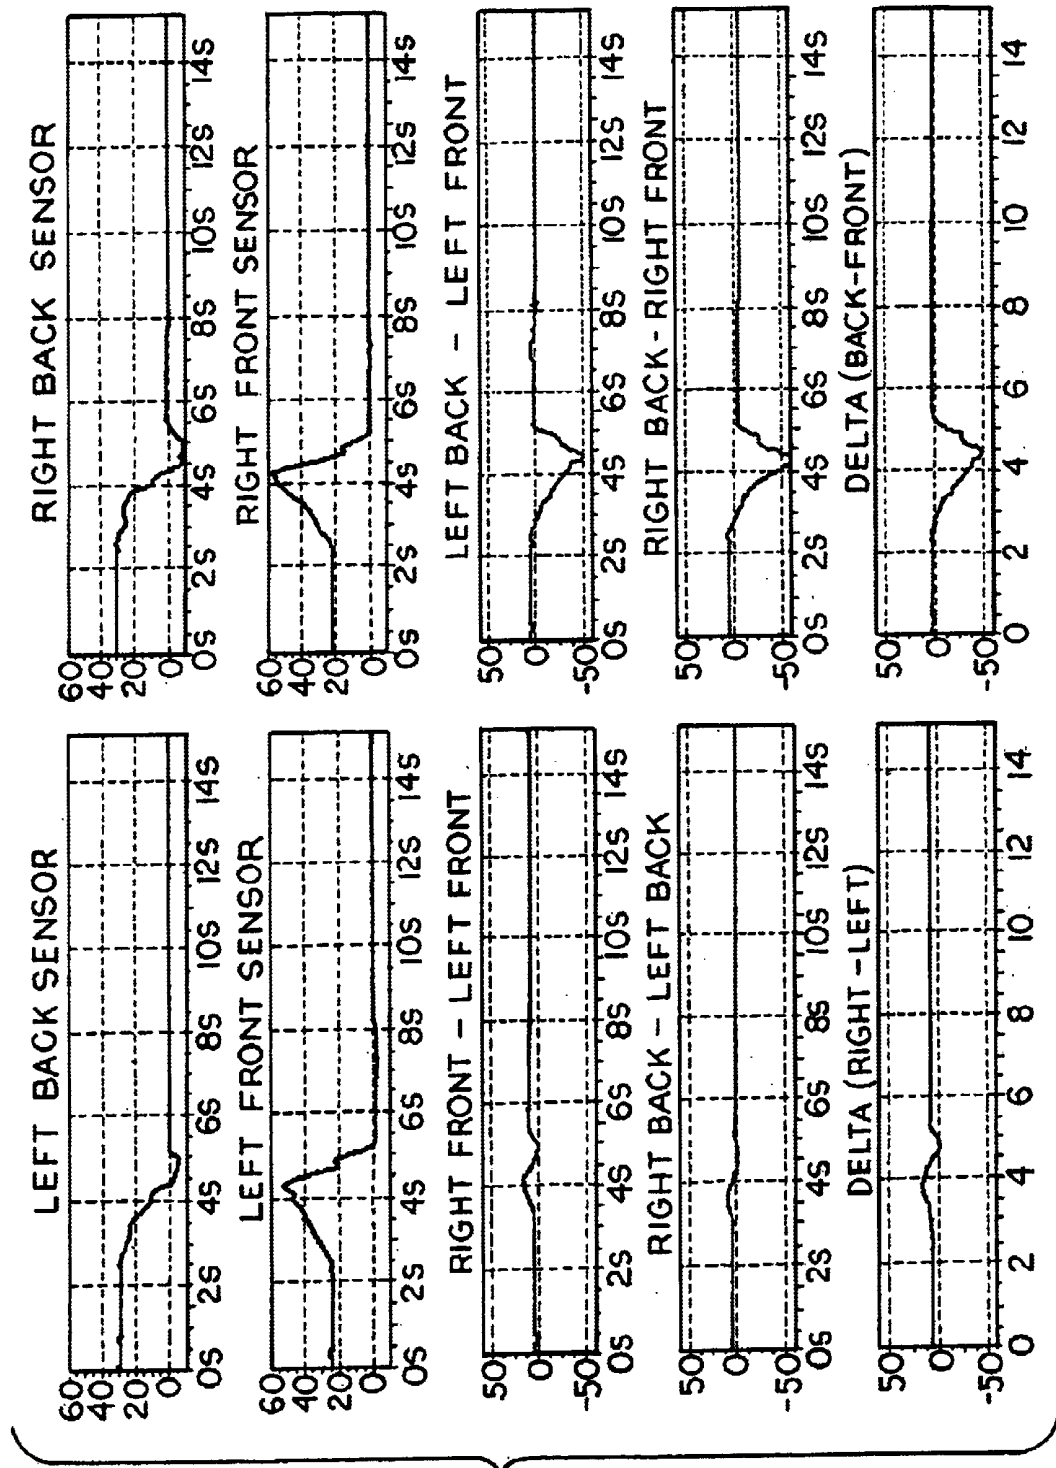 LEFT BACK SENSOR
60
40
20
0
0S 2S 4S 6S 8S 10S 12S 14S
RIGHT BACK SENSOR
60
40
20
0
0S 2S 4S 6S 8S 10S 12S 14S
LEFT FRONT SENSOR
60
40
20
0
0S 2S 4S 6S 8S 10S 12S 14S
RIGHT FRONT SENSOR
60
40
20
0
0S 2S 4S 6S 8S 10S 12S 14S
RIGHT FRONT - LEFT FRONT
50
0
-50
0S 2S 4S 6S 8S 10S 12S 14S
LEFT BACK - LEFT FRONT
50
0
-50
0S 2S 4S 6S 8S 10S 12S 14S
RIGHT BACK - LEFT BACK
50
0
-50
0S 2S 4S 6S 8S 10S 12S 14S
RIGHT BACK-RIGHT FRONT
50
0
-50
0S 2S 4S 6S 8S 10S 12S 14S
DELTA (RIGHT-LEFT)
50
0
-50
0 2 4 6 8 10 12 14
DELTA (BACK-FRONT)
50
0
-50
0 2 4 6 8 10 12 14